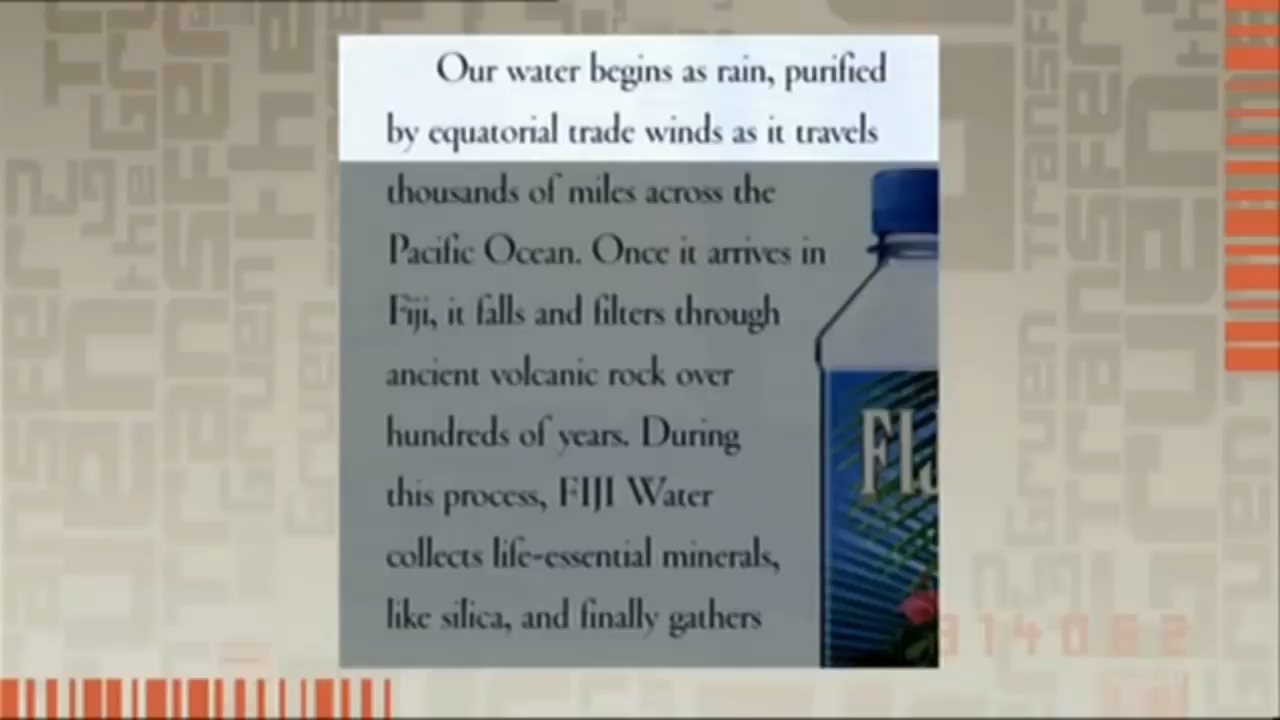 Our water begins as rain, purified
by equatorial trade winds as it travels
thousands of miles across the
Pacific Ocean. Once it arrives in
Fiji, it falls and filters through
ancient volcanic rock over
hundreds of years. During
this process, FIJI Water
collects life-essential minerals,
like silica, and finally gathers